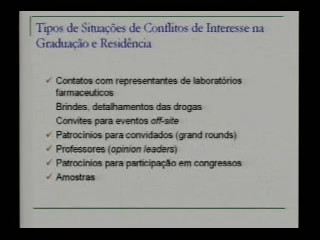 Tipos de Situações de Conflitos de Interesse na
Graduação e Residência
Contatos com representantes de laboratórios
farmaceuticos
Brindes, detalhamentos das drogas
Convites para eventos off-site
Patrocínios para convidados (grand rounds)
Professores (opinion leaders)
Patrocínios para participação em congressos
Amostras